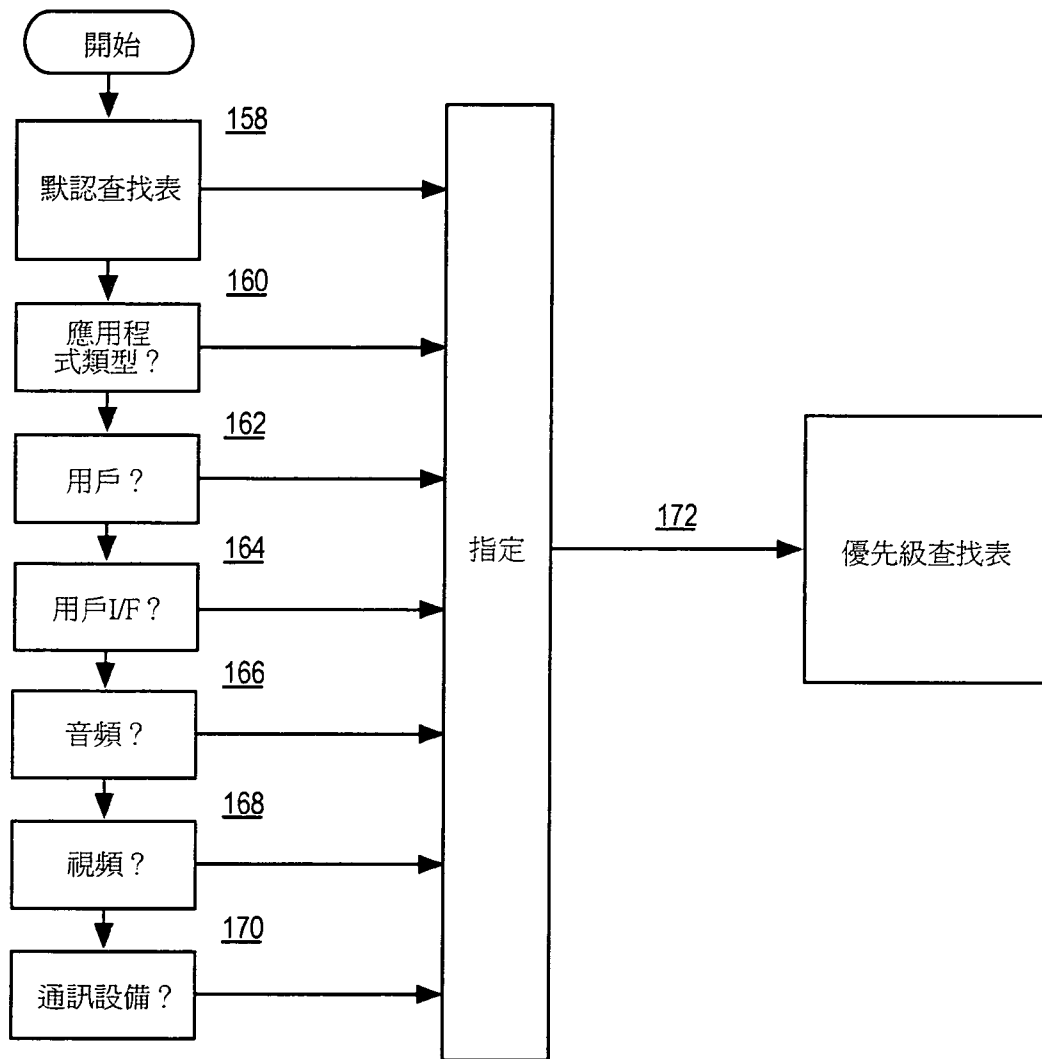 開始
158
默認查找表
160
應用程
式類型？
162
用戶？
164
用戶I/F？
166
音頻？
168
視頻？
170
通訊設備？
指定
172
優先級查找表